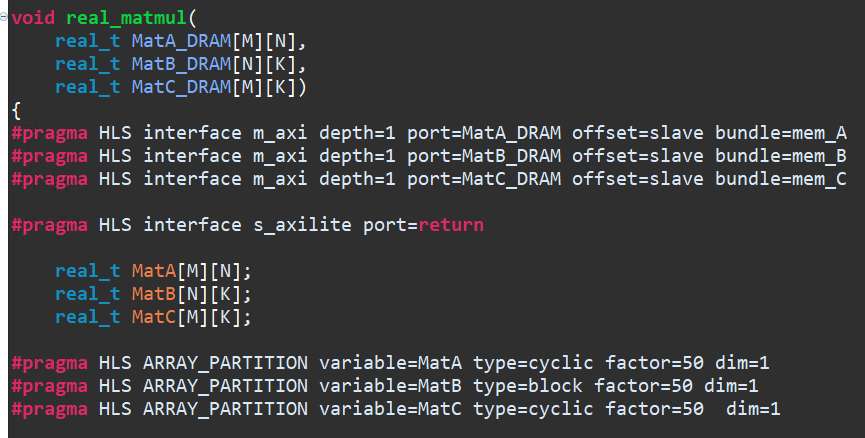 void real_matmul(
    real_t MatA_DRAM[M][N],
    real_t MatB_DRAM[N][K],
    real_t MatC_DRAM[M][K])
{
#pragma HLS interface m_axi depth=1 port=MatA_DRAM offset=slave bundle=mem_A
#pragma HLS interface m_axi depth=1 port=MatB_DRAM offset=slave bundle=mem_B
#pragma HLS interface m_axi depth=1 port=MatC_DRAM offset=slave bundle=mem_C
#pragma HLS interface s_axilite port=return
    real_t MatA[M][N];
    real_t MatB[N][K];
    real_t MatC[M][K];
#pragma HLS ARRAY_PARTITION variable=MatA type=cyclic factor=50 dim=1
#pragma HLS ARRAY_PARTITION variable=MatB type=block factor=50 dim=1
#pragma HLS ARRAY_PARTITION variable=MatC type=cyclic factor=50  dim=1